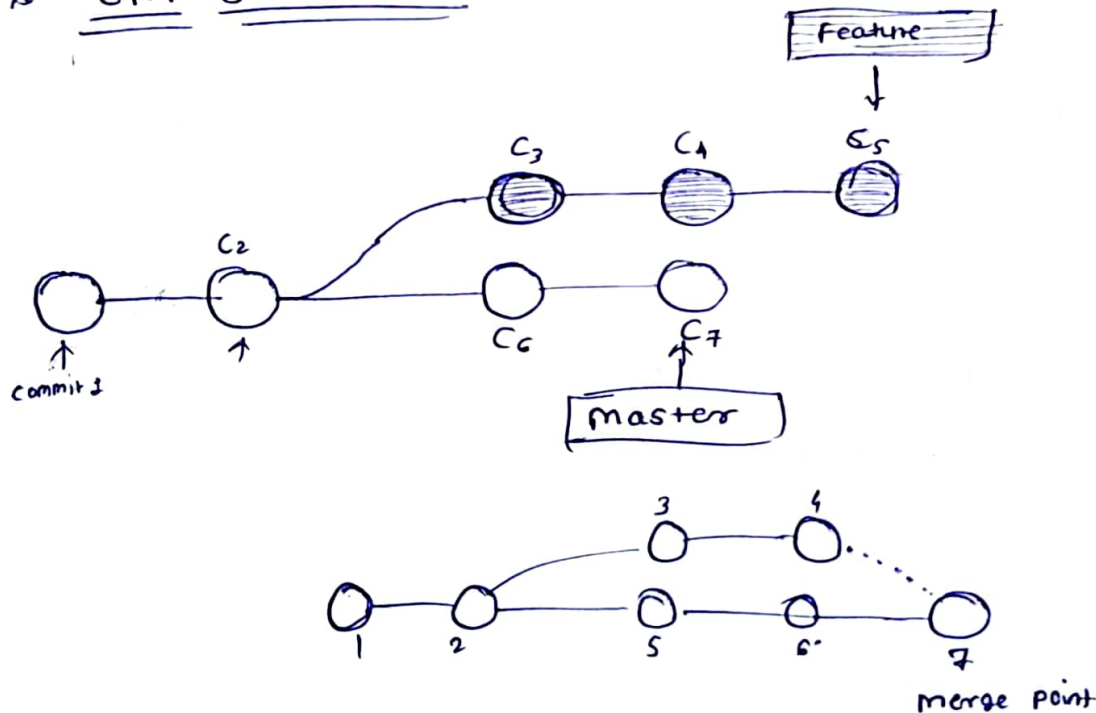 Feature
C3 C4 C5
C2
C6 C7
commit 1
master
3 4
1 2 5 6 7
merge point